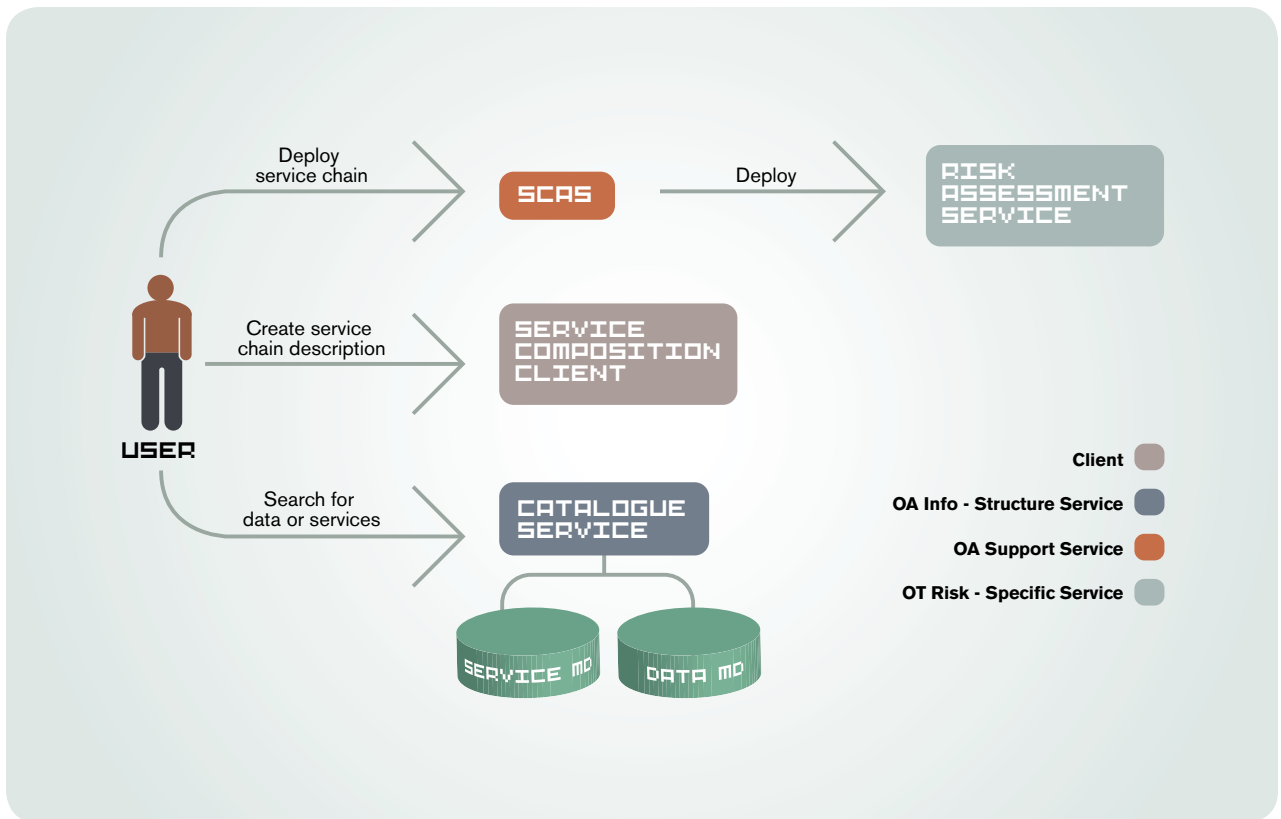 Deploy
service chain
SCAS
Deploy
RISK
ASSESSMENT
SERVICE
Create service
chain description
SERVICE
COMPOSITION
CLIENT
USER
Search for
data or services
CATALOGUE
SERVICE
SERVICE MD
DATA MD
Client
OA Info - Structure Service
OA Support Service
OT Risk - Specific Service